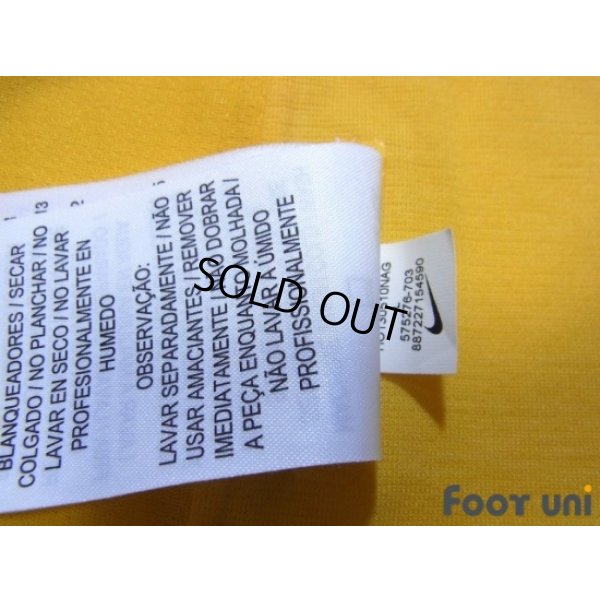 BLANQUEADORES / SECAR
COLGADO / NO PLANCHAR / NO
LAVAR EN SECO / NO LAVAR
PROFESIONALMENTE EN
HUMEDO
OBSERVAÇÃO:
LAVAR SEPARADAMENTE / NÃO
USAR AMACIANTES / REMOVER
IMEDIATAMENTE / NÃO DOBRAR
A PEÇA ENQUANTO MOLHADA /
NÃO LAVAR À ÚMIDO
PROFISSIONALMENTE
575276-703
887227154590
SOLD OUT
FOOT UNI